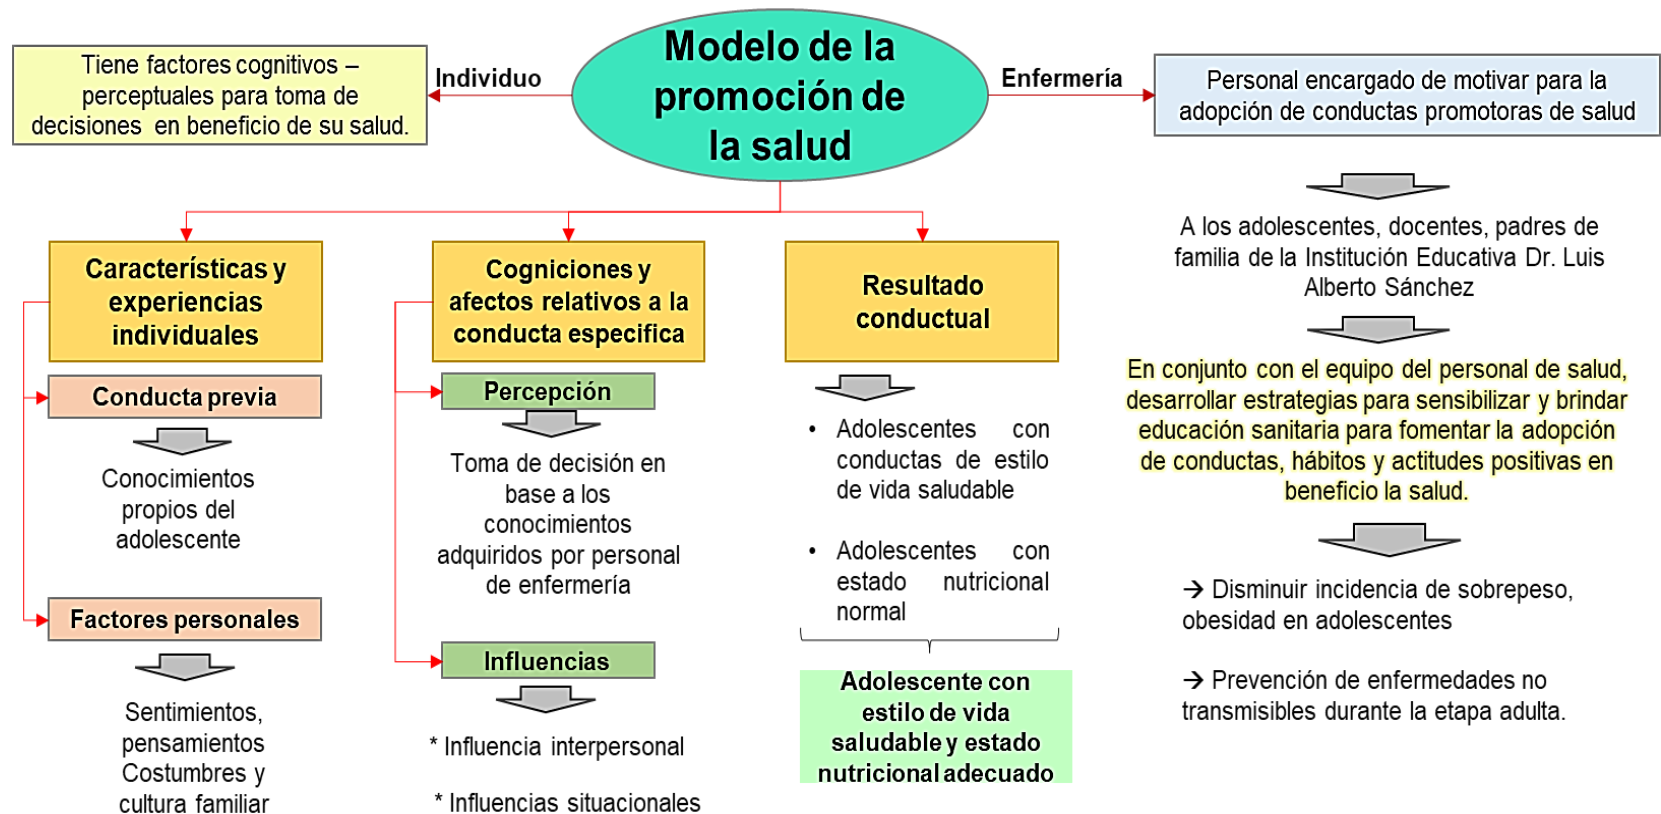 Modelo de la
promoción de
la salud
Individuo
Tiene factores cognitivos –
perceptuales para toma de
decisiones en beneficio de su salud.
Enfermería
Personal encargado de motivar para la
adopción de conductas promotoras de salud
A los adolescentes, docentes, padres de
familia de la Institución Educativa Dr. Luis
Alberto Sánchez
En conjunto con el equipo del personal de salud,
desarrollar estrategias para sensibilizar y brindar
educación sanitaria para fomentar la adopción
de conductas, hábitos y actitudes positivas en
beneficio la salud.
→ Disminuir incidencia de sobrepeso,
obesidad en adolescentes
→ Prevención de enfermedades no
transmisibles durante la etapa adulta.
Características y
experiencias
individuales
Conducta previa
Conocimientos
propios del
adolescente
Factores personales
Sentimientos,
pensamientos
Costumbres y
cultura familiar
Cogniciones y
afectos relativos a la
conducta especifica
Percepción
Toma de decisión en
base a los
conocimientos
adquiridos por personal
de enfermería
Influencias
* Influencia interpersonal
* Influencias situacionales
Resultado
conductual
• Adolescentes con
conductas de estilo
de vida saludable
• Adolescentes con
estado nutricional
normal
Adolescente con
estilo de vida
saludable y estado
nutricional adecuado